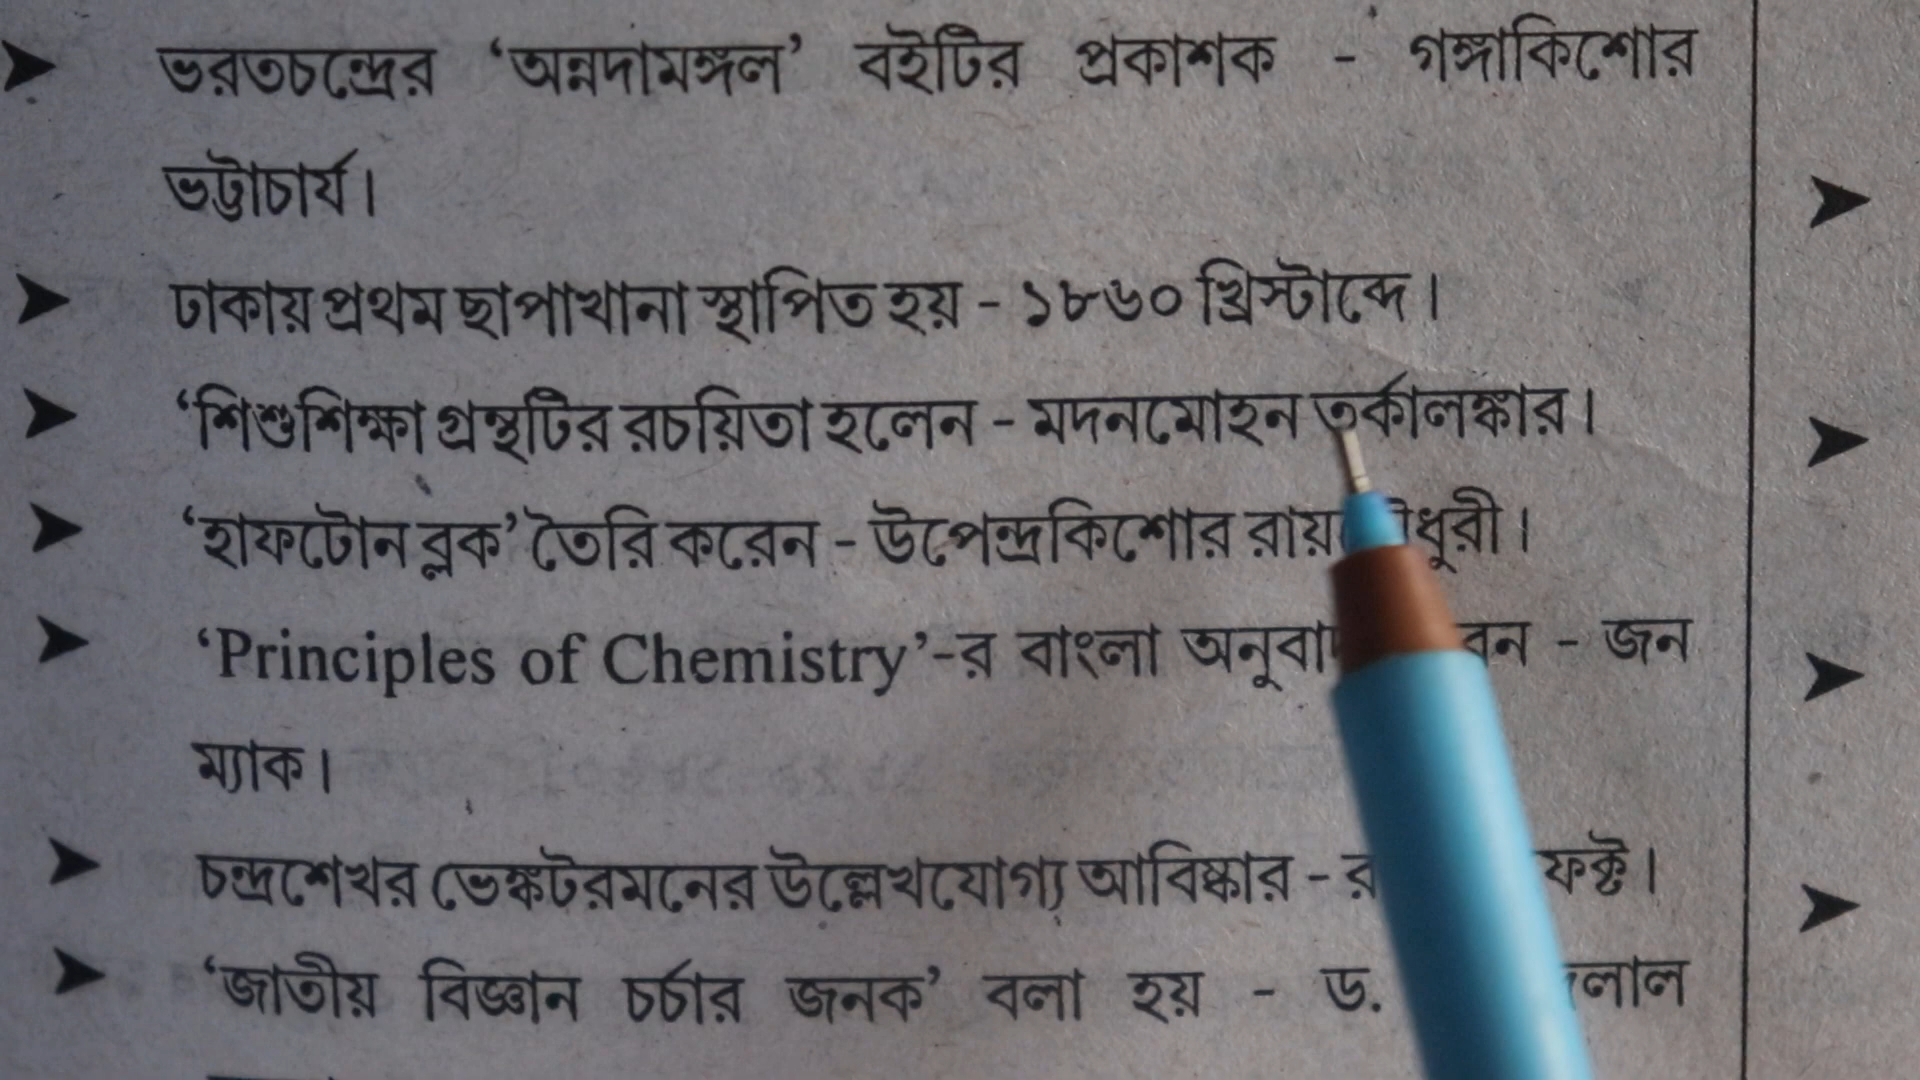 ভরতচন্দ্রের ‘অন্নদামঙ্গল’ বইটির প্রকাশক - গঙ্গাকিশোর
ভট্টাচার্য।
ঢাকায় প্রথম ছাপাখানা স্থাপিত হয় - ১৮৬০ খ্রিস্টাব্দে।
‘শিশুশিক্ষা গ্রন্থটির রচয়িতা হলেন - মদনমোহন তর্কালঙ্কার।
‘হাফটোন ব্লক’ তৈরি করেন - উপেন্দ্রকিশোর
‘Principles of Chemistry’-র বাংলা - জন
ম্যাক।
চন্দ্রশেখর ভেঙ্কটরমনের উল্লেখযোগ্য আবিষ্কার -
‘জাতীয় বিজ্ঞান চর্চার জনক’ বলা হয় - ড.